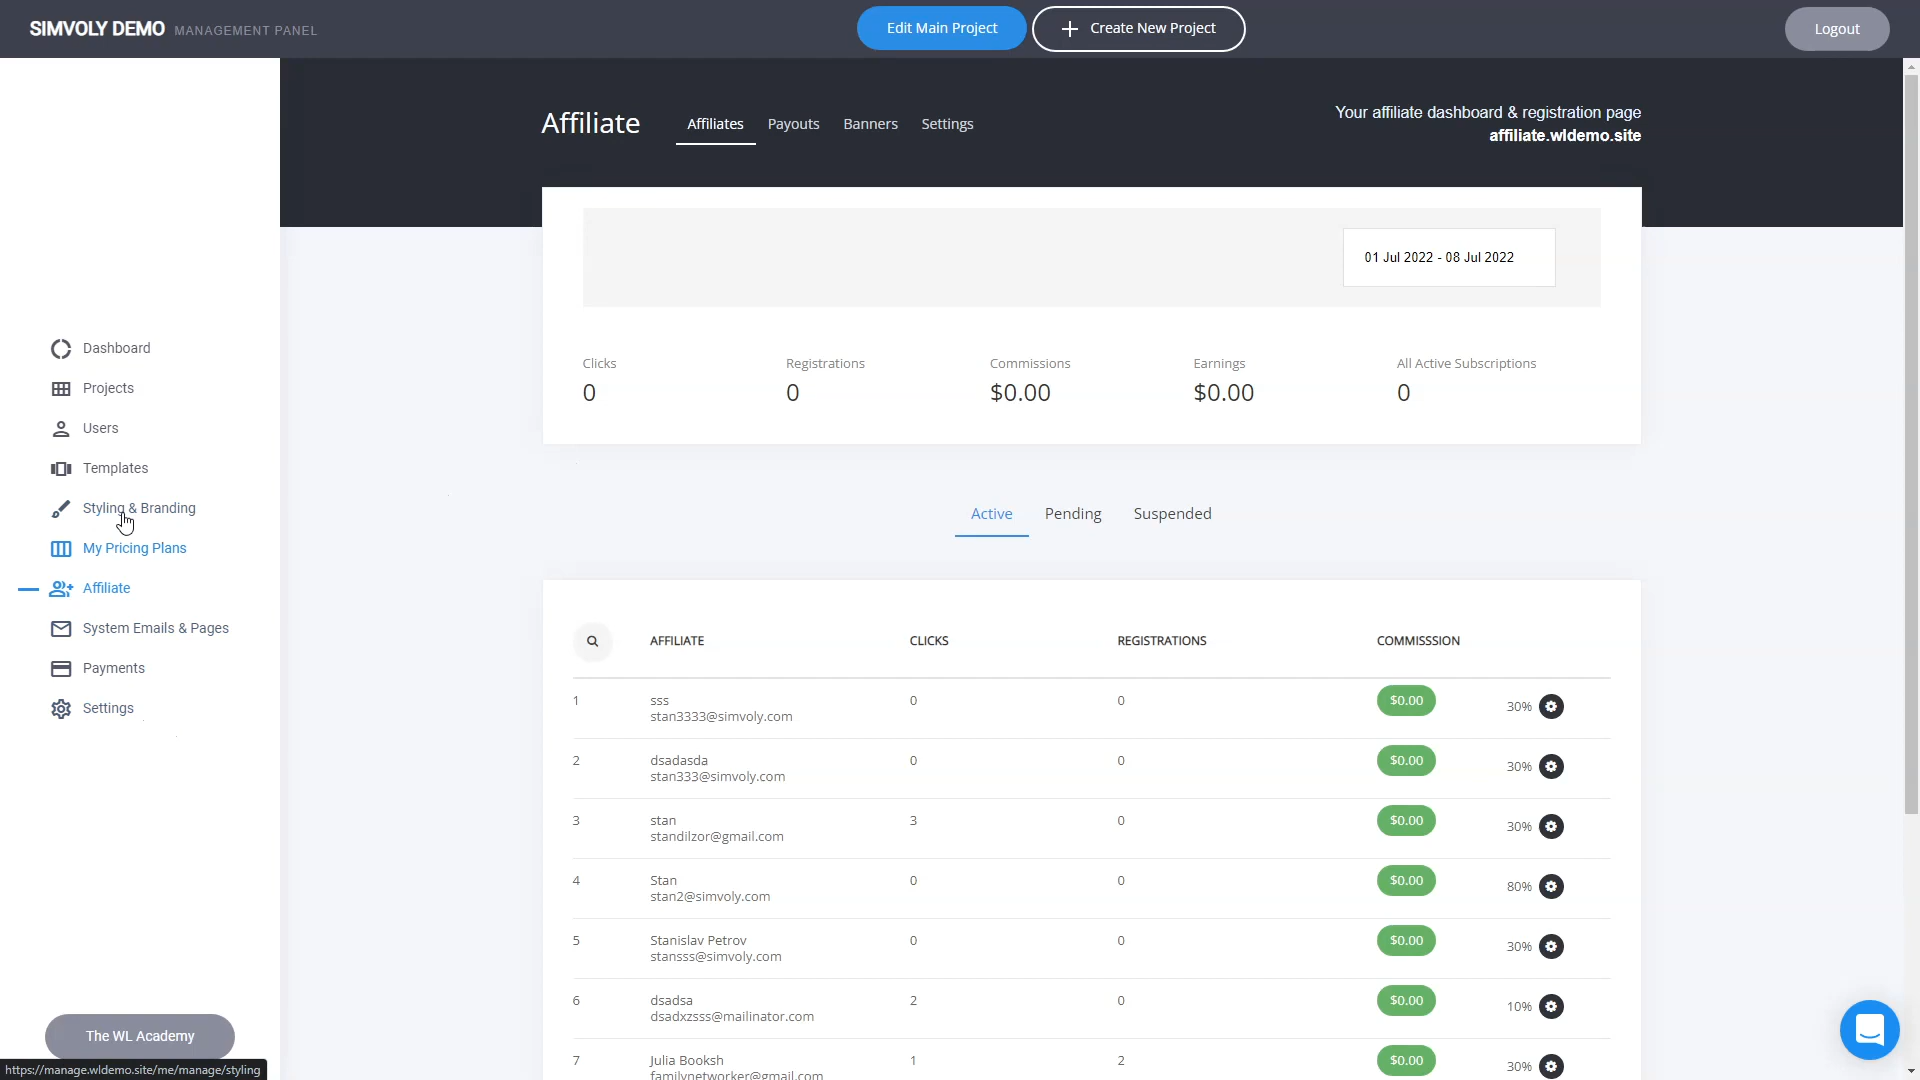 SIMVOLY DEMO MANAGEMENT PANEL
Edit Main Project
Create New Project
Logout
Affiliate
Affiliates
Payouts
Banners
Settings
Your affiliate dashboard & registration page
affiliate.wldemo.site
01 Jul 2022 - 08 Jul 2022
Clicks
0
Registrations
0
Commissions
$0.00
Earnings
$0.00
All Active Subscriptions
0
Dashboard
Projects
Users
Templates
Styling & Branding
My Pricing Plans
Affiliate
System Emails & Pages
Payments
Settings
The WL Academy
https://manage.wldemo.site/me/manage/styling
Active
Pending
Suspended
AFFILIATE CLICKS REGISTRATIONS COMMISSSION
1 sss 0 0 $0.00 30%
stan3333@simvoly.com
2 dsadasda 0 0 $0.00 30%
stan333@simvoly.com
3 stan 3 0 $0.00 30%
standilzor@gmail.com
4 Stan 0 0 $0.00 80%
stan2@simvoly.com
5 Stanislav Petrov 0 0 $0.00 30%
stansss@simvoly.com
6 dsadsa 2 0 $0.00 10%
dsadxzsss@mailinator.com
7 Julia Booksh 1 2 $0.00 30%
familynetworker@gmail.com